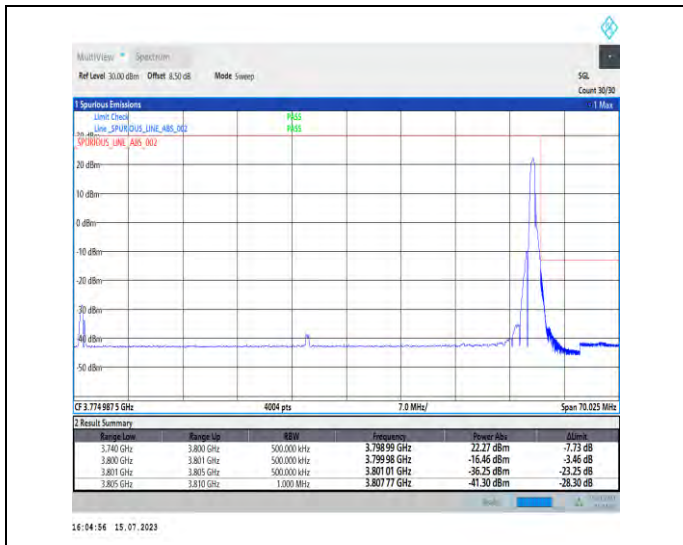 MultiView Spectrum
Ref Level 30.00 dBm Offset 8.50 dB Mode Sweep SGL
Count 30/30
1 Spurious Emissions 1 Max
Limit Check PASS
Line _SPURIOUS_LINE_ABS_002 PASS
_SPURIOUS_LINE_ABS_002
20 dBm
10 dBm
0 dBm
-10 dBm
-20 dBm
-30 dBm
-40 dBm
-50 dBm
CF 3.774 987 5 GHz 4004 pts 7.0 MHz/ Span 70.025 MHz
2 Result Summary
Range Low Range Up RBW Frequency Power Abs ΔLimit
3.740 GHz 3.800 GHz 500.000 kHz 3.798 99 GHz 22.27 dBm -7.73 dB
3.800 GHz 3.801 GHz 500.000 kHz 3.799 98 GHz -16.46 dBm -3.46 dB
3.801 GHz 3.805 GHz 500.000 kHz 3.801 01 GHz -36.25 dBm -23.25 dB
3.805 GHz 3.810 GHz 1.000 MHz 3.807 77 GHz -41.30 dBm -28.30 dB
16:04:56 15.07.2023